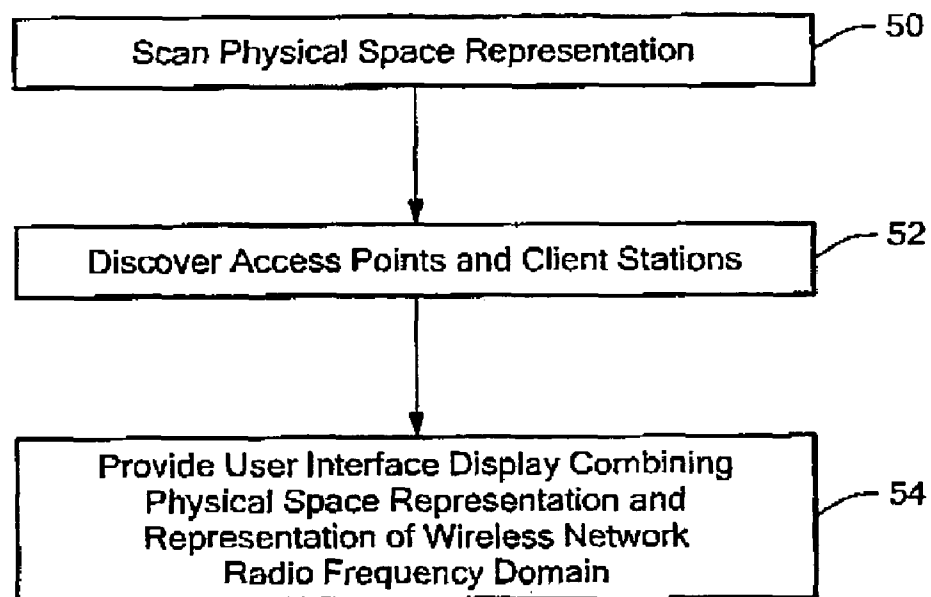 Scan Physical Space Representation
50
Discover Access Points and Client Stations
52
Provide User Interface Display Combining
Physical Space Representation and
Representation of Wireless Network
Radio Frequency Domain
54